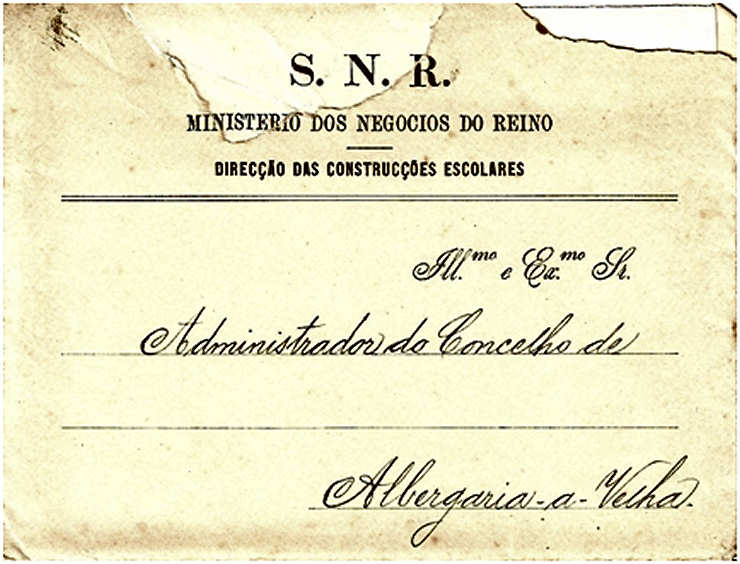 S. N. R.
MINISTERIO DOS NEGOCIOS DO REINO
DIRECÇÃO DAS CONSTRUCÇÕES ESCOLARES
Ill.mo e Ex.mo Sr.
Administrador do Concelho de
Albergaria-a-Velha.